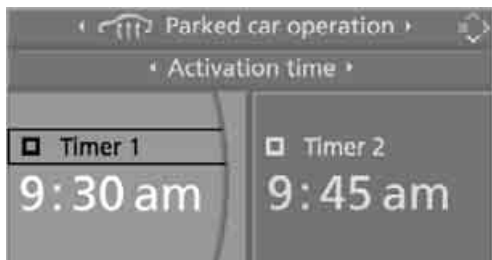 Parked car operation
Activation time
Timer 1
9:30 am
Timer 2
9:45 am